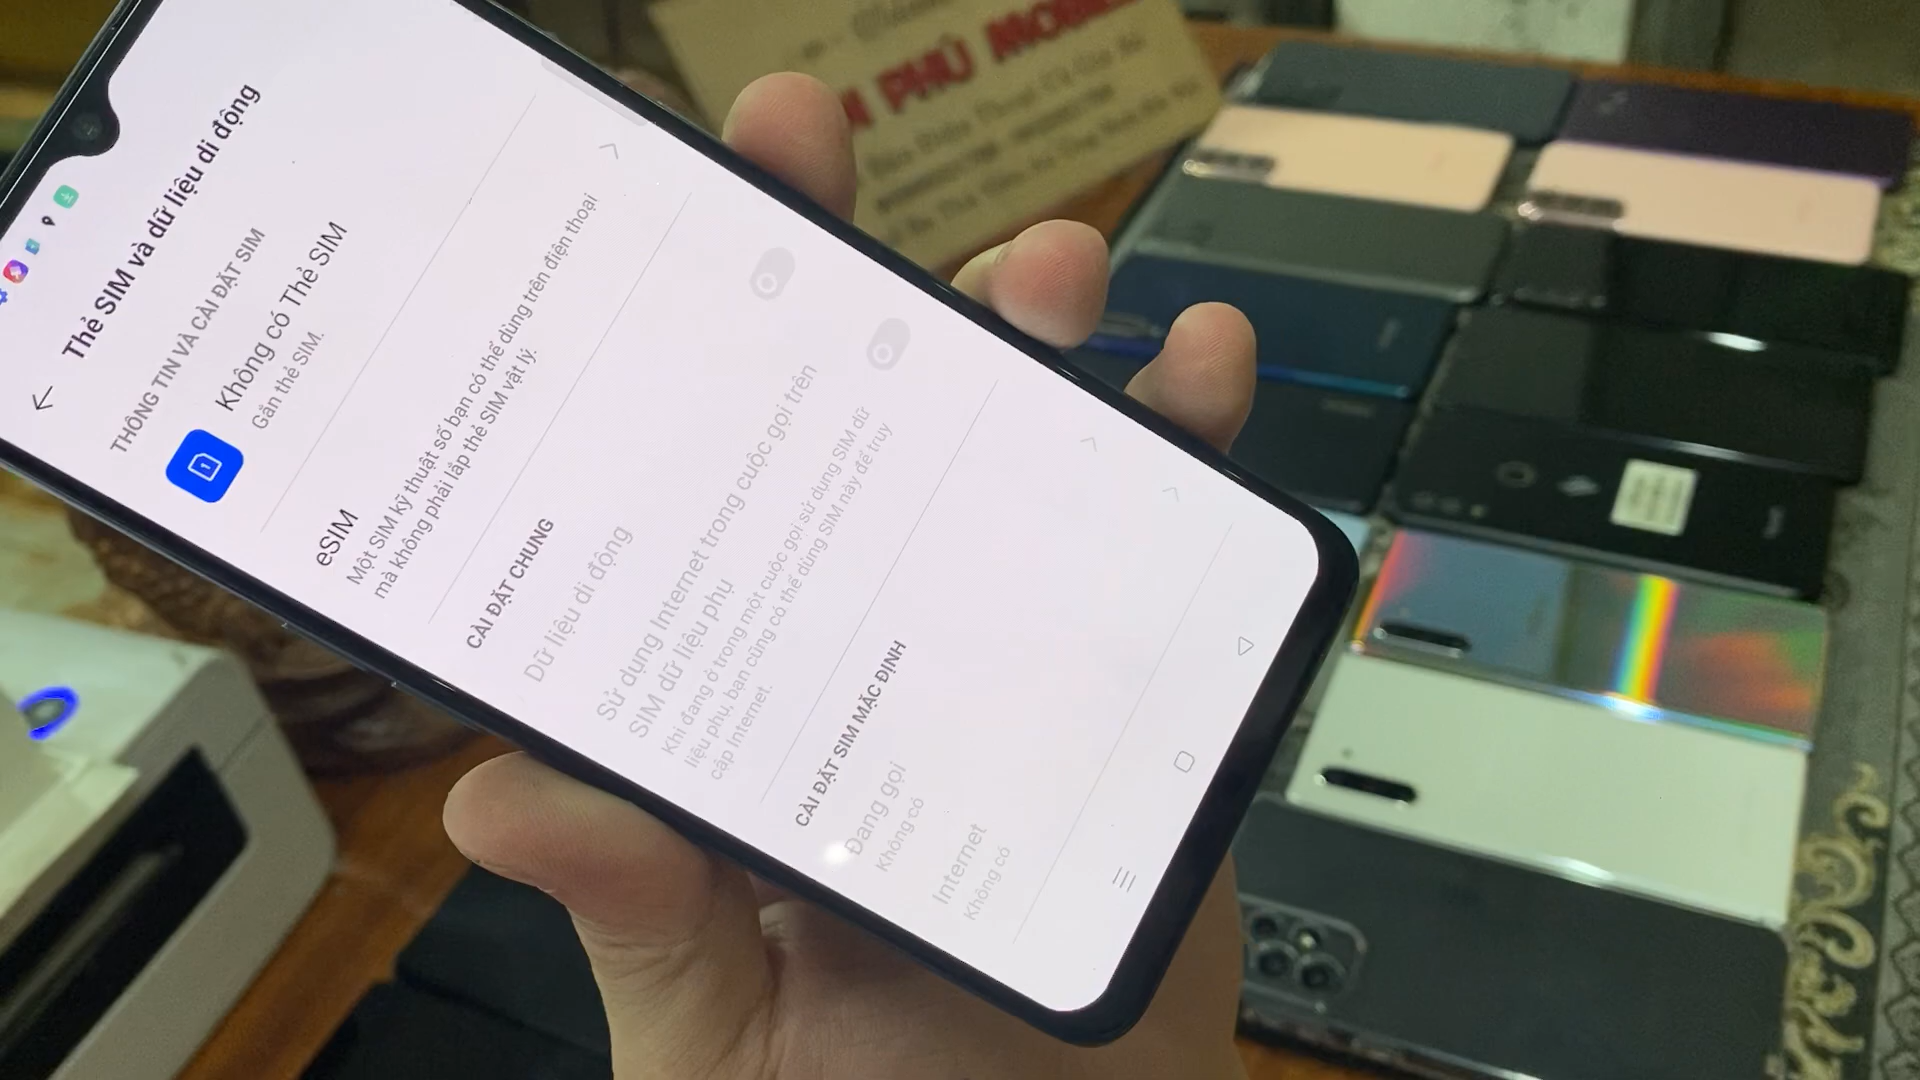 Thẻ SIM và dữ liệu di động
THÔNG TIN VÀ CÀI ĐẶT SIM
1
Không có Thẻ SIM
Gắn thẻ SIM.
eSIM
Một SIM kỹ thuật số bạn có thể dùng trên điện thoại
mà không phải lắp thẻ SIM vật lý.
CÀI ĐẶT CHUNG
Dữ liệu di động
Sử dụng Internet trong cuộc gọi trên
SIM dữ liệu phụ
Khi đang ở trong một cuộc gọi sử dụng SIM dữ
liệu phụ, bạn cũng có thể dùng SIM này để truy
cập Internet.
CÀI ĐẶT SIM MẶC ĐỊNH
Đang gọi
Không có
Internet
Không có
PHÚ MOBILE